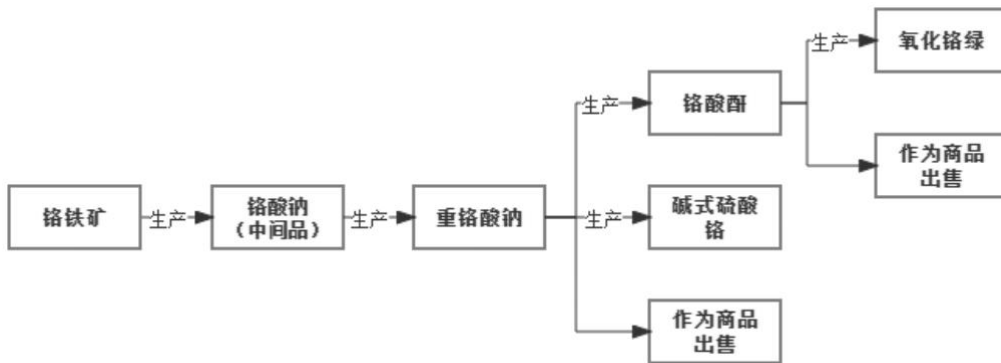 生产
氧化铬绿
生产
铬酸酐
作为商品
出售
铬铁矿
生产
铬酸钠
（中间品）
生产
重铬酸钠
生产
碱式硫酸
铬
作为商品
出售